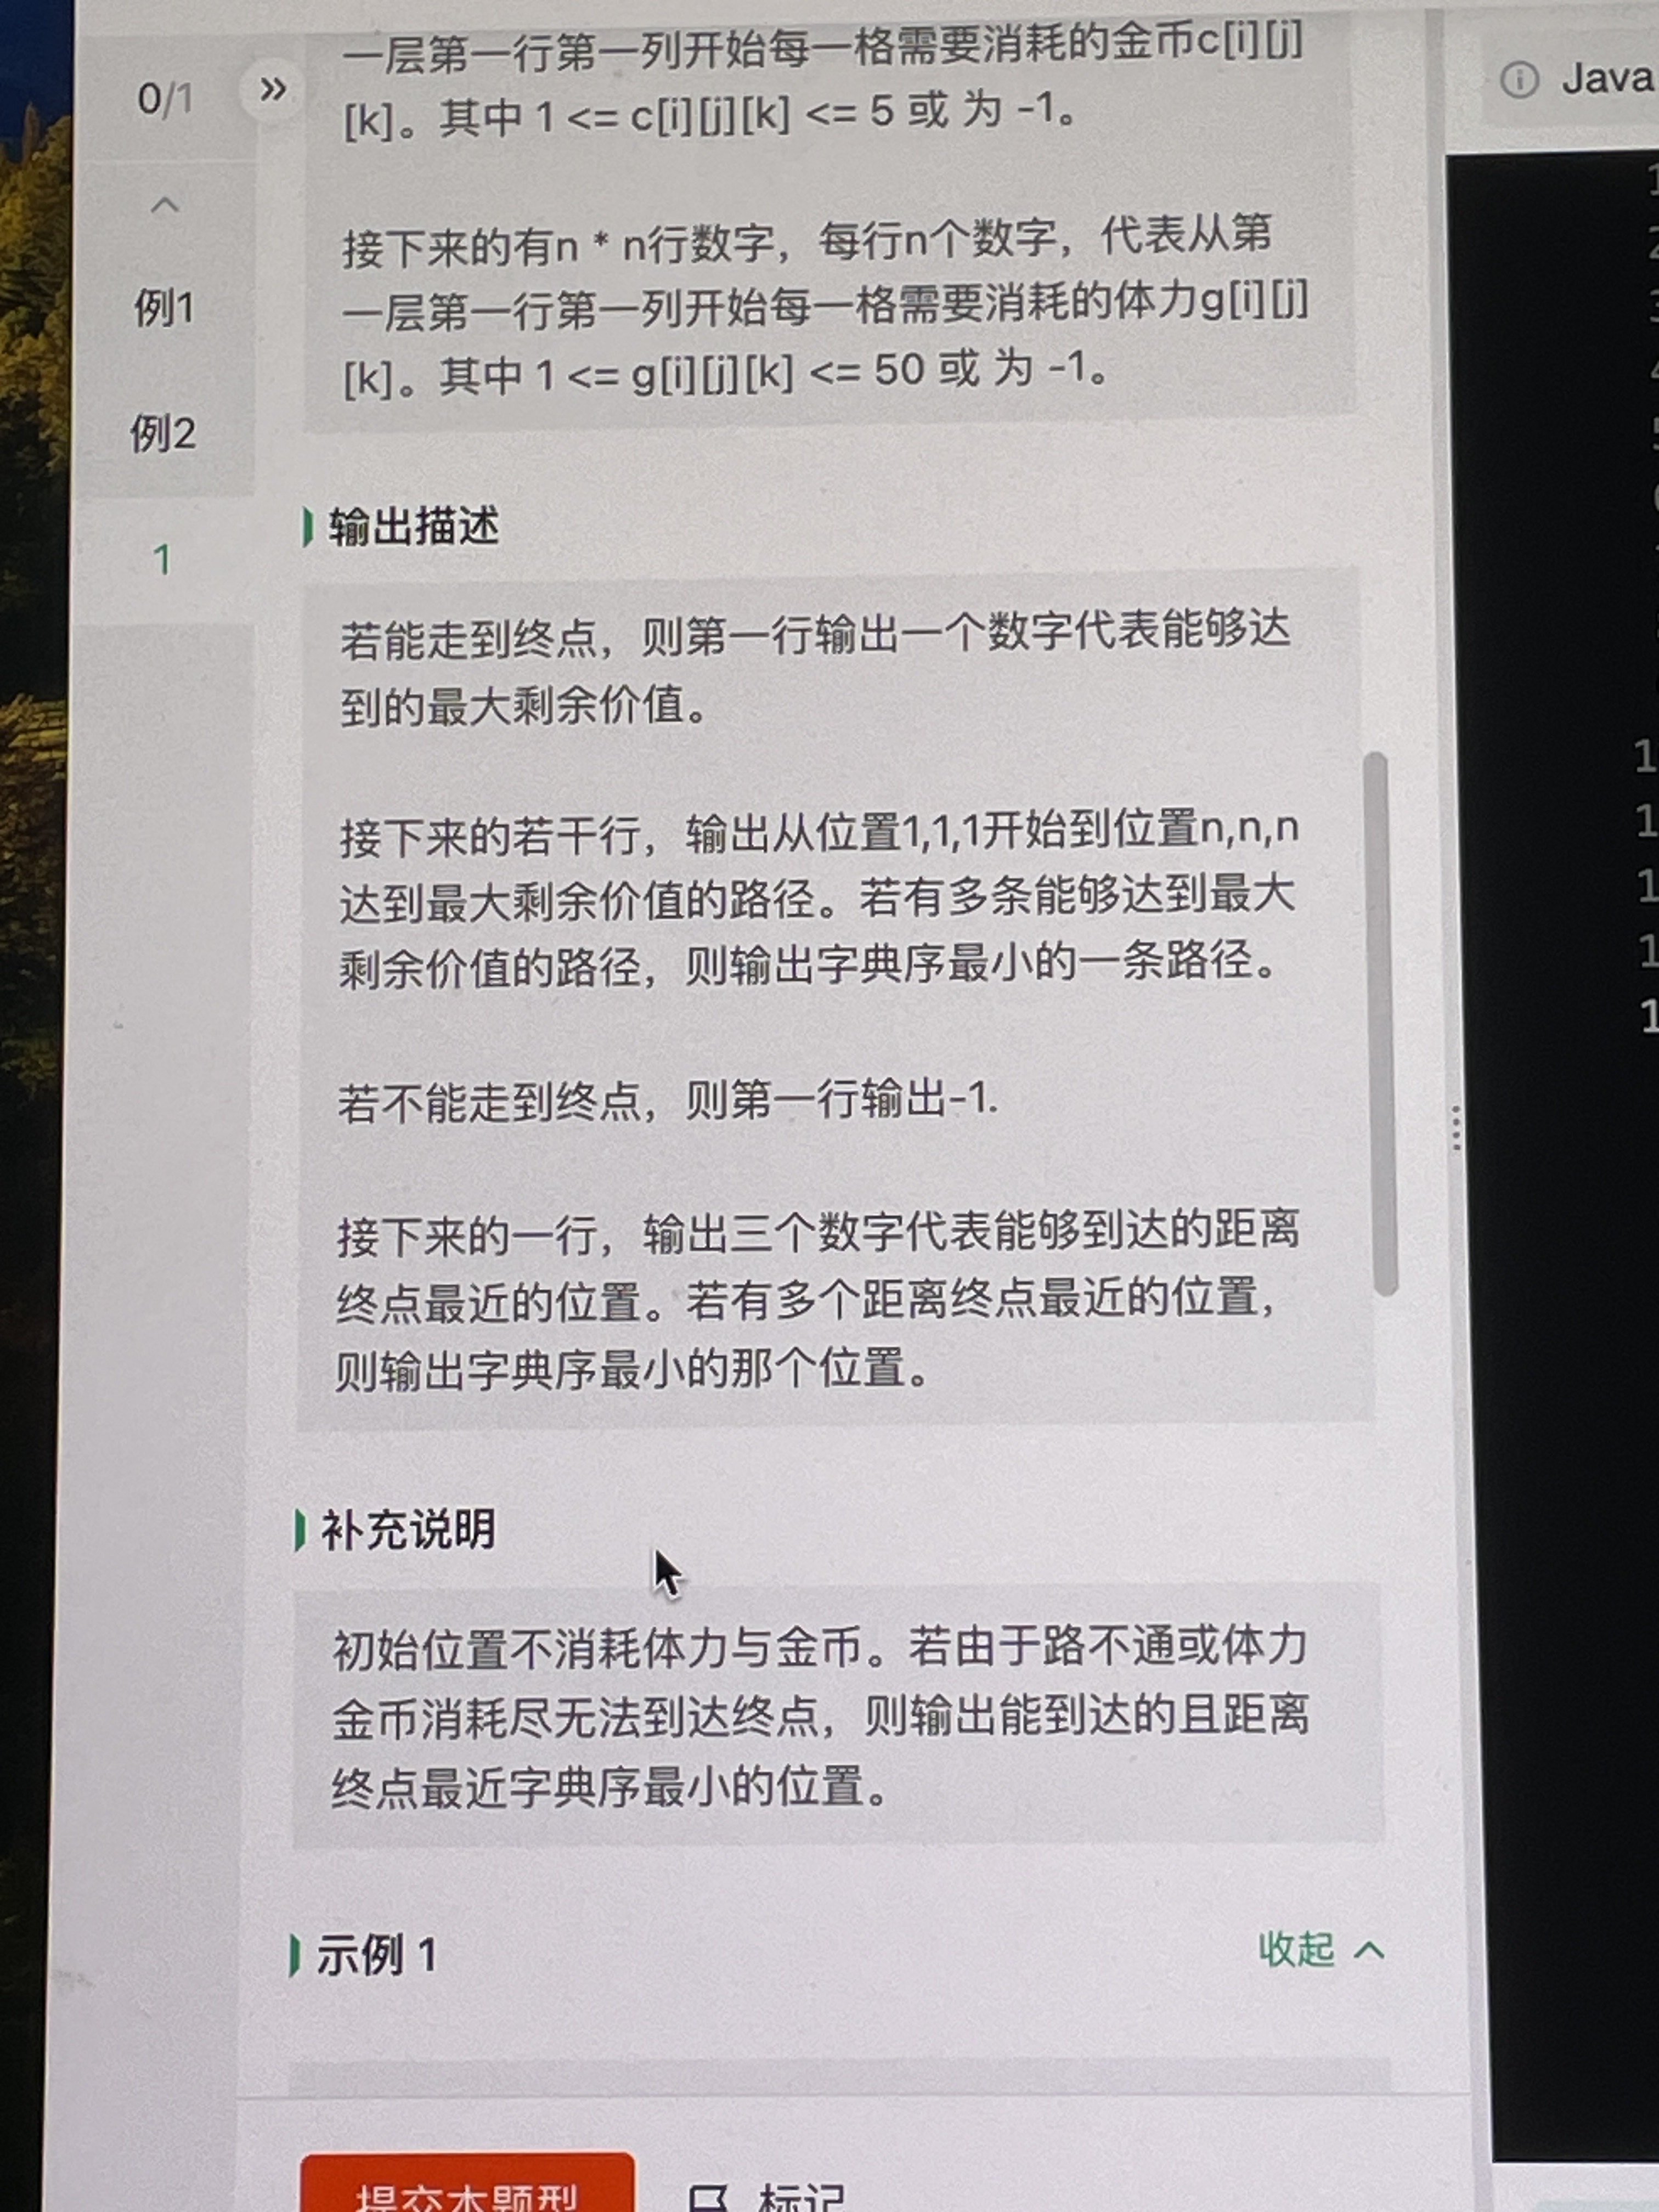 0/1
»
例1
例2
1
一层第一行第一列开始每一格需要消耗的金币c[i][j]
[k]。其中 1 <= c[i][j][k] <= 5 或 为 -1。
接下来的有n * n行数字，每行n个数字，代表从第
一层第一行第一列开始每一格需要消耗的体力g[i][j]
[k]。其中 1 <= g[i][j][k] <= 50 或 为 -1。
输出描述
若能走到终点，则第一行输出一个数字代表能够达
到的最大剩余价值。
接下来的若干行，输出从位置1,1,1开始到位置n,n,n
达到最大剩余价值的路径。若有多条能够达到最大
剩余价值的路径，则输出字典序最小的一条路径。
若不能走到终点，则第一行输出-1.
接下来的一行，输出三个数字代表能够到达的距离
终点最近的位置。若有多个距离终点最近的位置，
则输出字典序最小的那个位置。
补充说明
初始位置不消耗体力与金币。若由于路不通或体力
金币消耗尽无法到达终点，则输出能到达的且距离
终点最近字典序最小的位置。
示例 1
收起
提交本题型
标记
Java